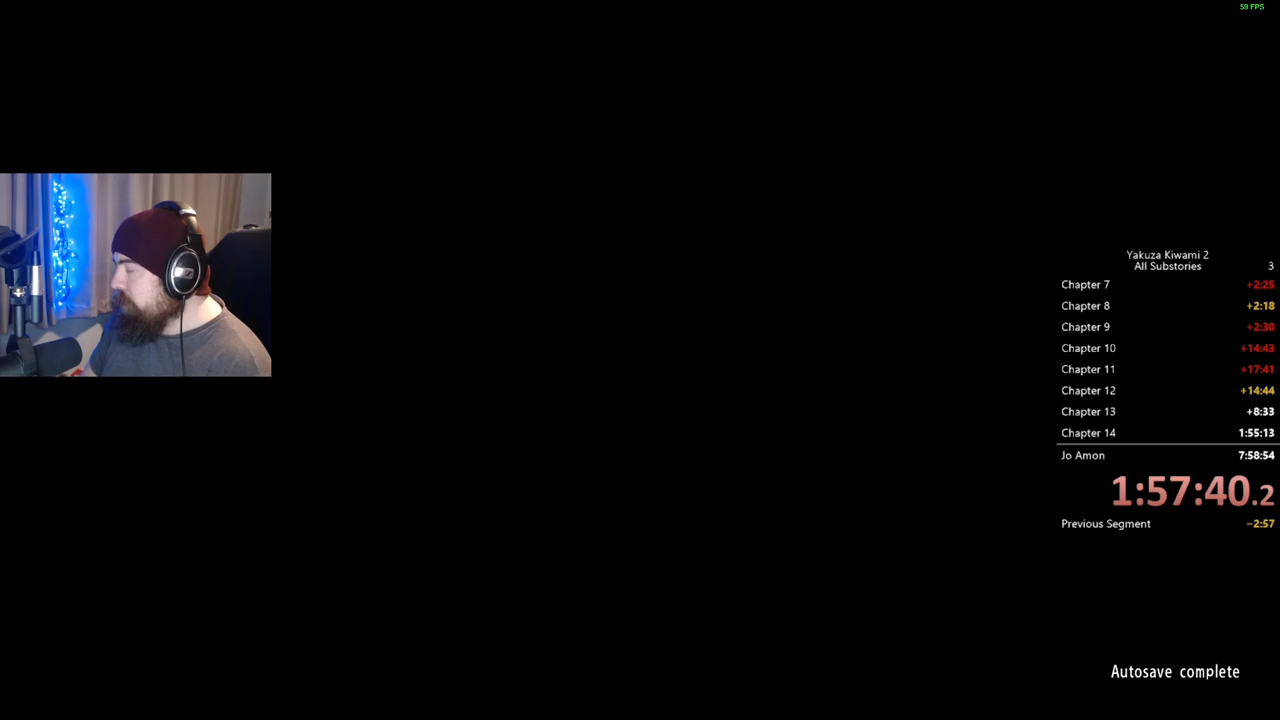 59 FPS
Yakuza Kiwami 2
All Substories 3
Chapter 7 +2:25
Chapter 8 +2:18
Chapter 9 +2:30
Chapter 10 +14:43
Chapter 11 +17:41
Chapter 12 +14:44
Chapter 13 +8:33
Chapter 14 1:55:13
Jo Amon 7:58:54
1:57:40.2
Previous Segment −2:57
Autosave complete